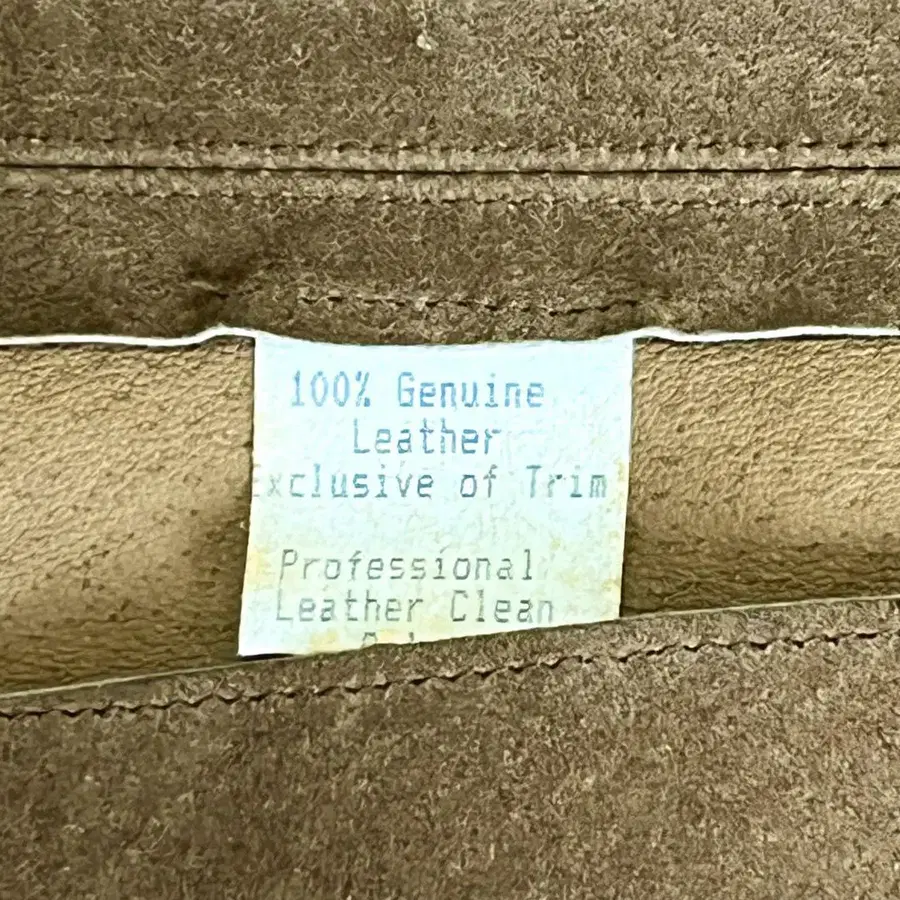 100% Genuine
Leather
Exclusive of Trim
Professional
Leather Clean